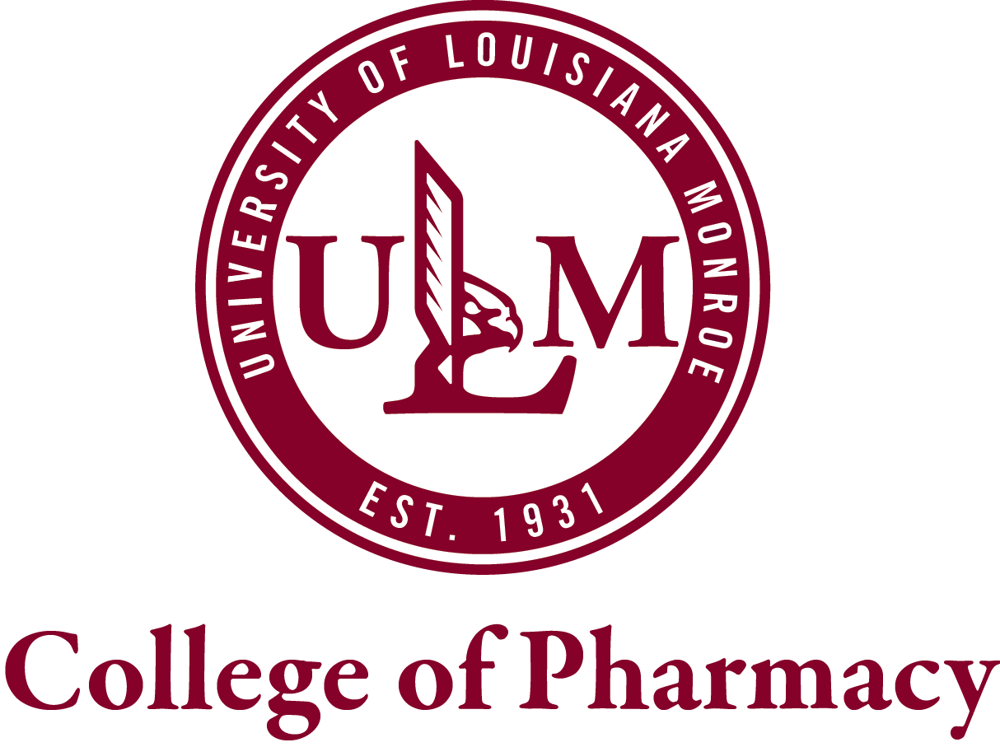 UNIVERSITY OF LOUISIANA MONROE
ULM
EST. 1931
College of Pharmacy